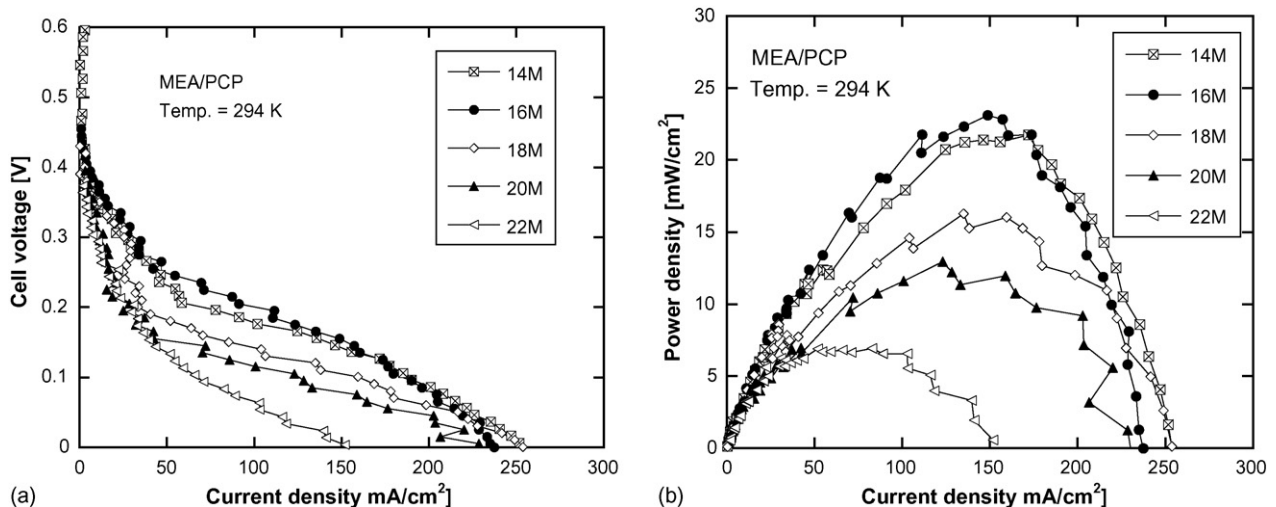 0.6
0.5
0.4
0.3
0.2
0.1
0
Cell voltage [V]
MEA/PCP
Temp. = 294 K
14M
16M
18M
20M
22M
0 50 100 150 200 250 300
Current density mA/cm²]
(a)
30
25
20
15
10
5
0
Power density [mW/cm²]
MEA/PCP
Temp. = 294 K
14M
16M
18M
20M
22M
0 50 100 150 200 250 300
Current density mA/cm²]
(b)